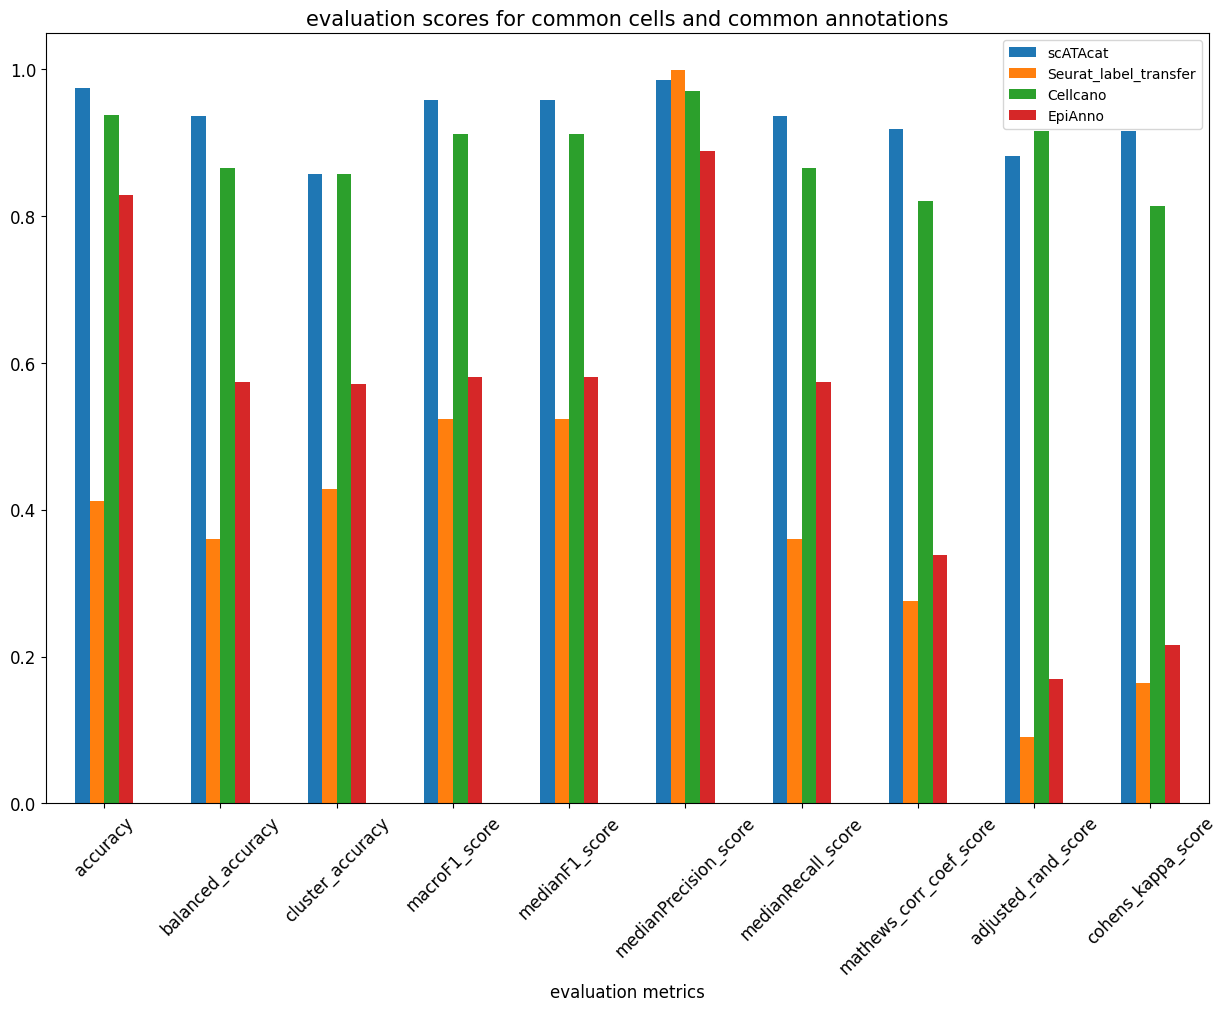 evaluation scores for common cells and common annotations
scATAcat
Seurat_label_transfer
Cellcano
EpiAnno
1.0
0.8
0.6
0.4
0.2
0.0
accuracy
balanced_accuracy
cluster_accuracy
macroF1_score
medianF1_score
medianPrecision_score
medianRecall_score
mathews_corr_coef_score
adjusted_rand_score
cohens_kappa_score
evaluation metrics